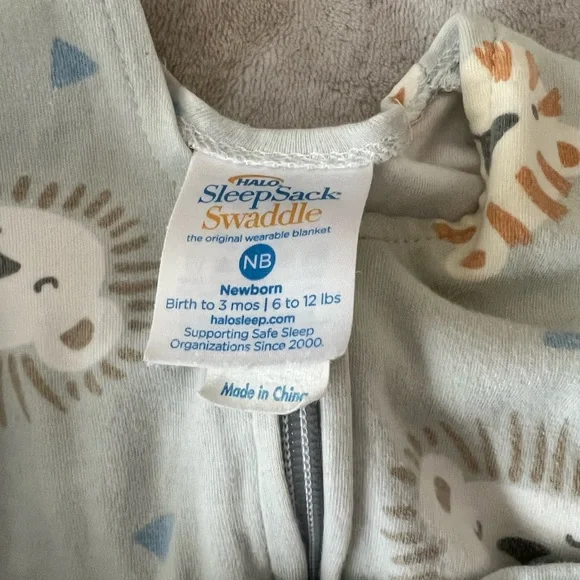 HALO
SleepSack
Swaddle
the original wearable blanket
NB
Newborn
Birth to 3 mos | 6 to 12 lbs
halosleep.com
Supporting Safe Sleep
Organizations Since 2000.
Made in China